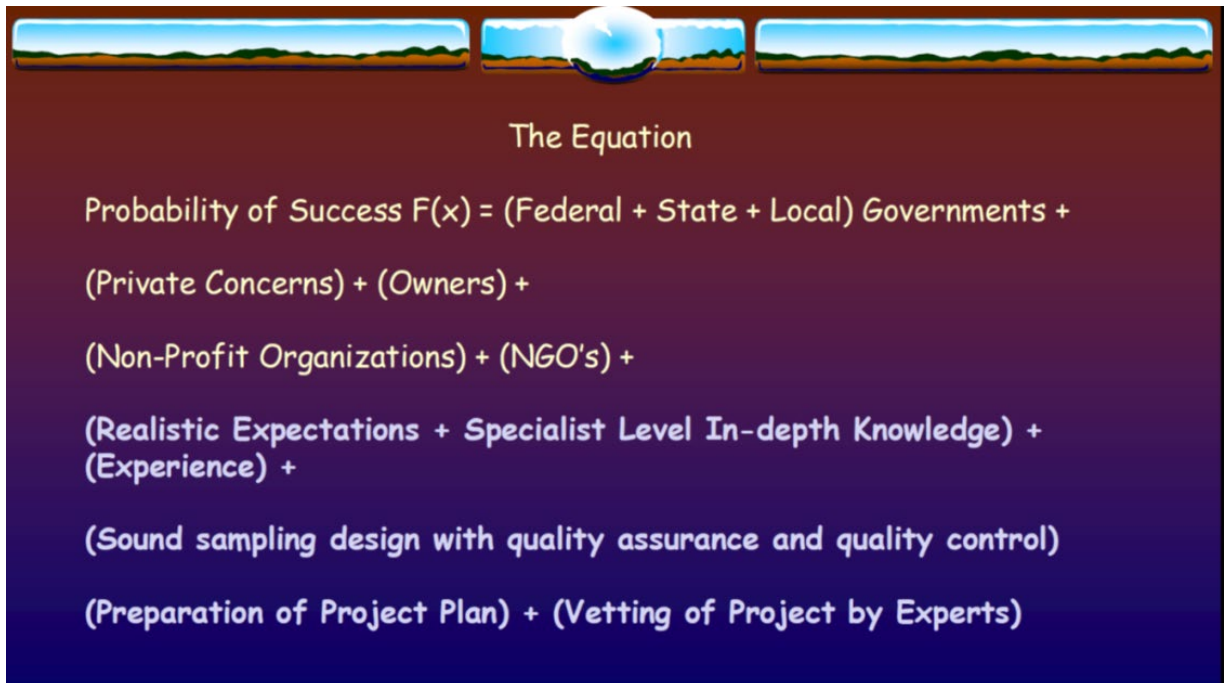 The Equation
Probability of Success F(x) = (Federal + State + Local) Governments +
(Private Concerns) + (Owners) +
(Non-Profit Organizations) + (NGO’s) +
(Realistic Expectations + Specialist Level In-depth Knowledge) +
(Experience) +
(Sound sampling design with quality assurance and quality control)
(Preparation of Project Plan) + (Vetting of Project by Experts)